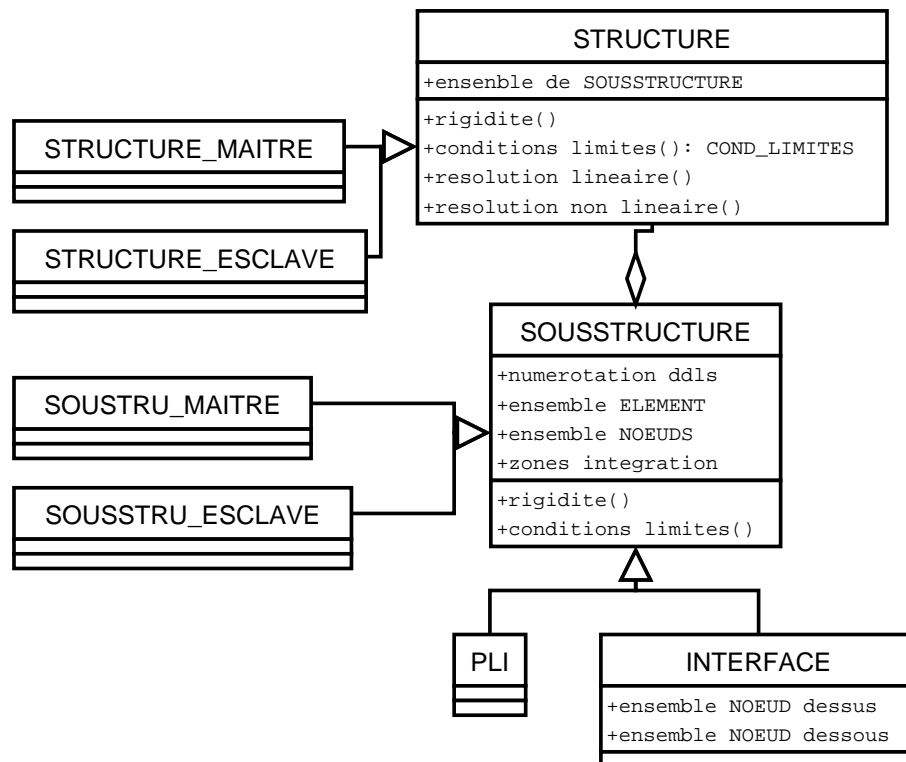 STRUCTURE
+ensenble de SOUSSTRUCTURE
+rigidite()
+conditions limites(): COND_LIMITES
+resolution lineaire()
+resolution non lineaire()
STRUCTURE_MAITRE
STRUCTURE_ESCLAVE
SOUSSTRUCTURE
+numerotation ddls
+ensemble ELEMENT
+ensemble NOEUDS
+zones integration
+rigidite()
+conditions limites()
SOUSTRU_MAITRE
SOUSSTRU_ESCLAVE
PLI
INTERFACE
+ensemble NOEUD dessus
+ensemble NOEUD dessous